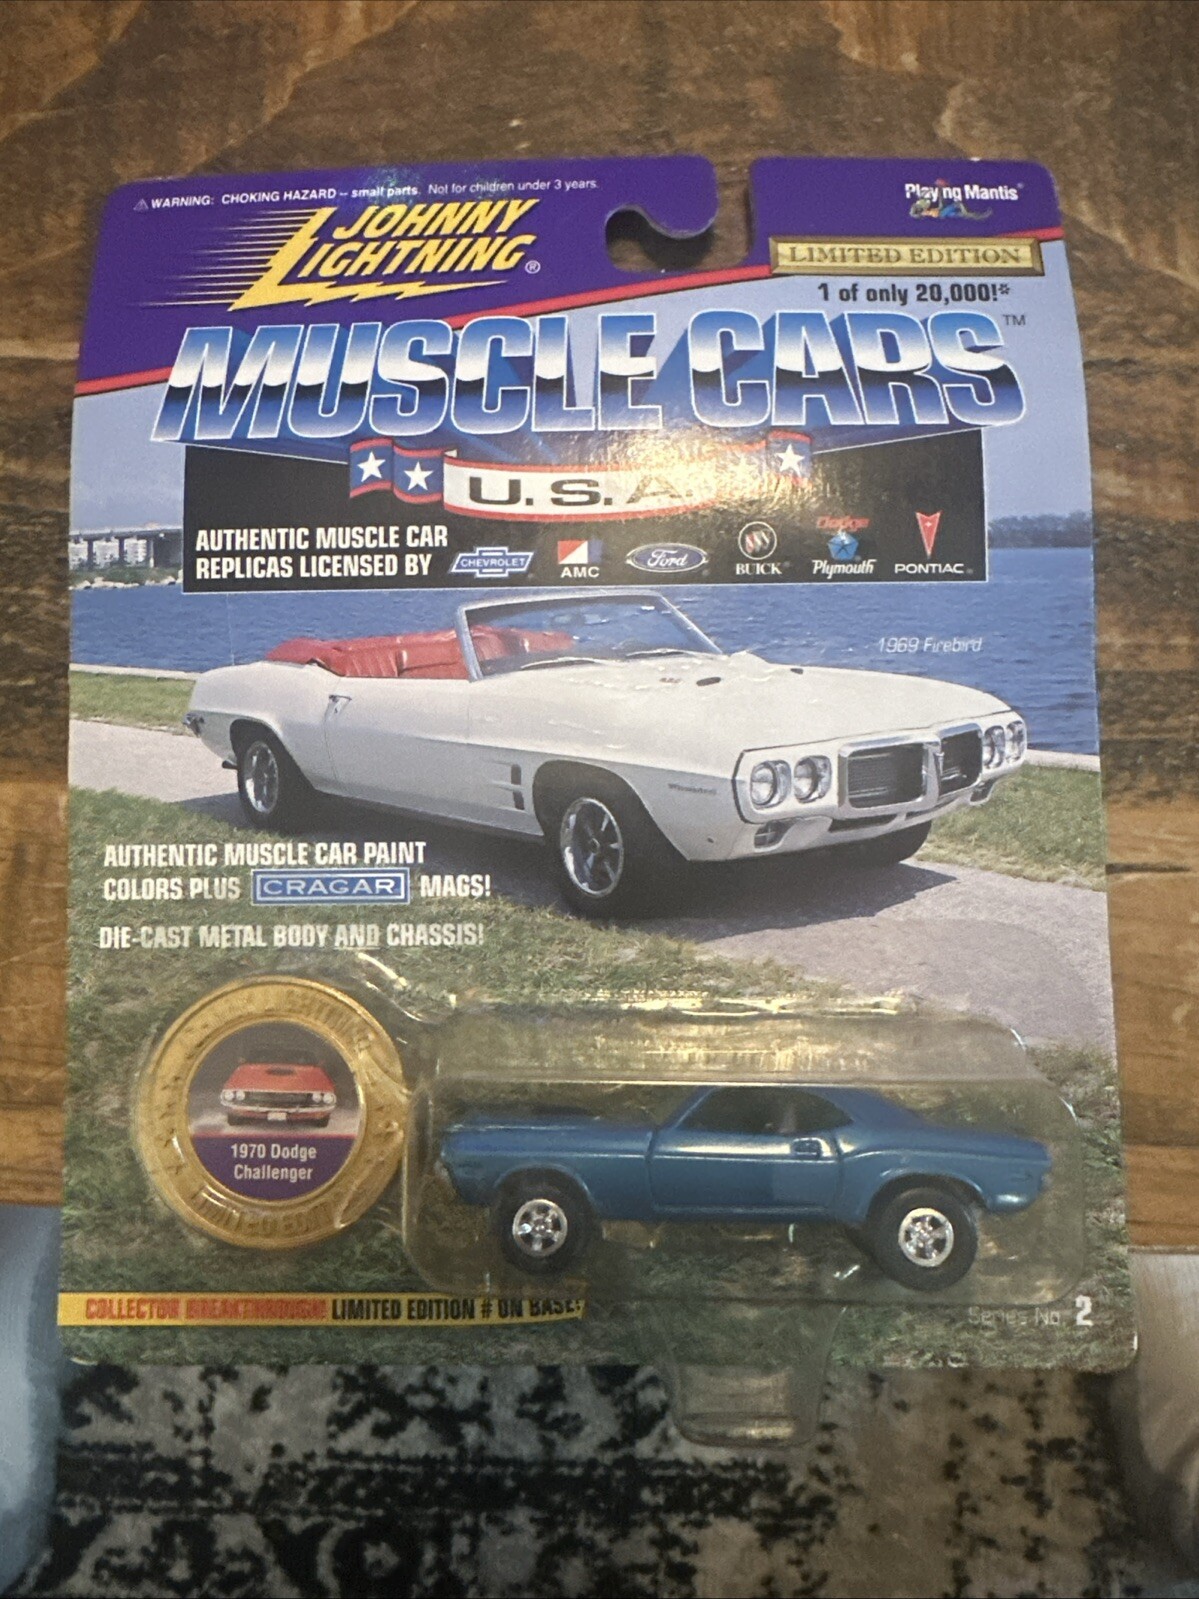 ⚠ WARNING: CHOKING HAZARD – small parts. Not for children under 3 years.
JOHNNY
LIGHTNING®
Playing Mantis®
LIMITED EDITION
1 of only 20,000!*
MUSCLE CARS™
U.S.A.
AUTHENTIC MUSCLE CAR
REPLICAS LICENSED BY
CHEVROLET
AMC
Ford
BUICK
Dodge
Plymouth
PONTIAC
1969 Firebird
AUTHENTIC MUSCLE CAR PAINT
COLORS PLUS CRAGAR MAGS!
DIE-CAST METAL BODY AND CHASSIS!
1970 Dodge
Challenger
LIMITED EDITION
COLLECTOR BREAKTHROUGH! LIMITED EDITION # ON BASE!
Series No. 2